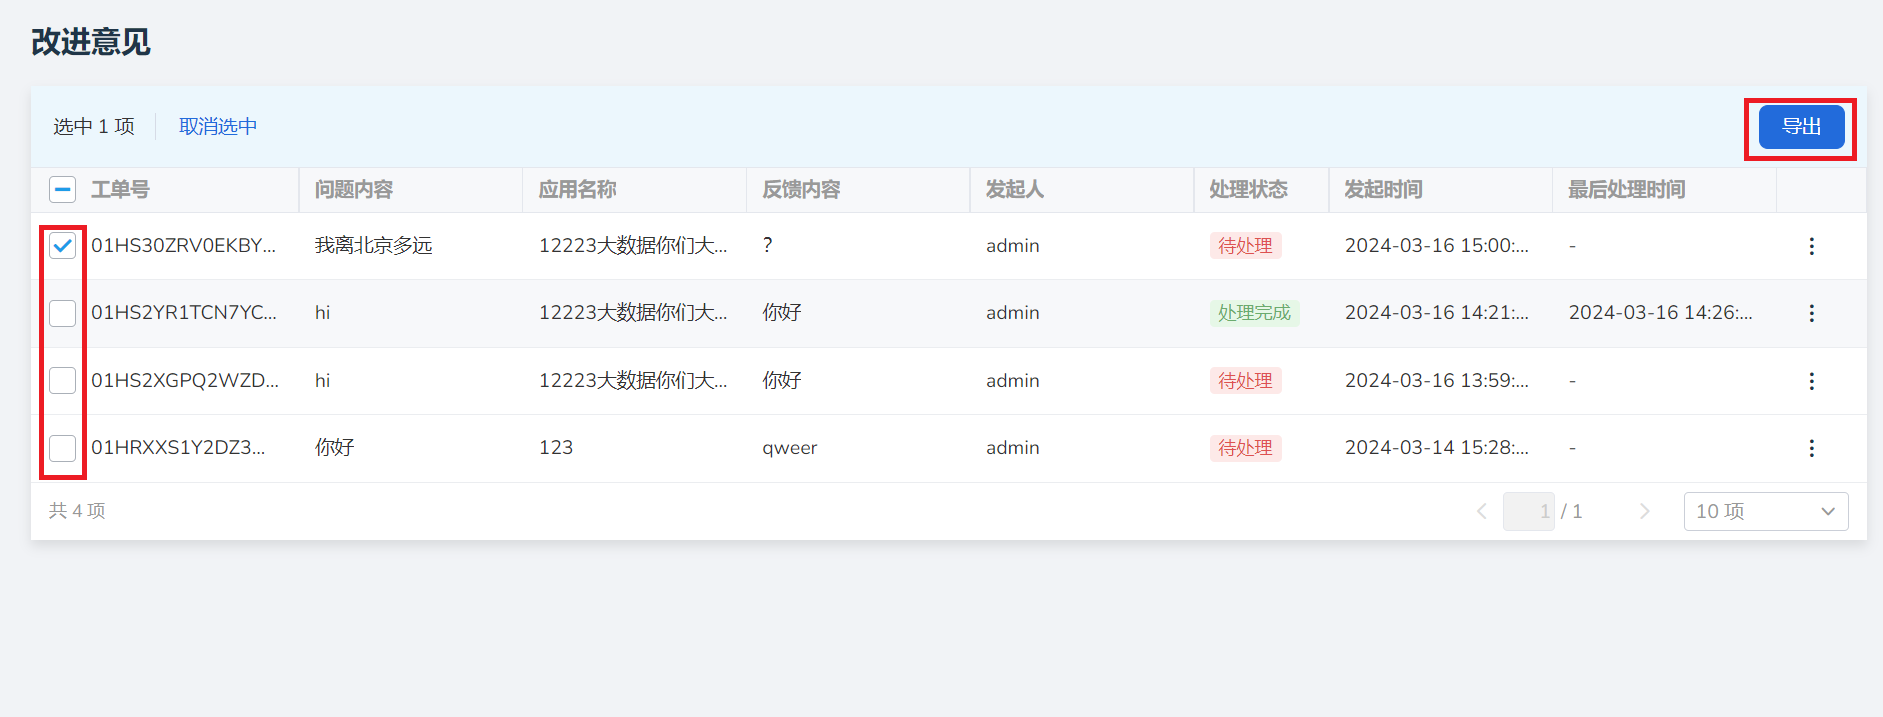 改进意见
选中 1 项 取消选中 导出
工单号 问题内容 应用名称 反馈内容 发起人 处理状态 发起时间 最后处理时间
01HS30ZRV0EKBY... 我离北京多远 12223大数据你们大... ? admin 待处理 2024-03-16 15:00:... -
01HS2YR1TCN7YC... hi 12223大数据你们大... 你好 admin 处理完成 2024-03-16 14:21:... 2024-03-16 14:26:...
01HS2XGPQ2WZD... hi 12223大数据你们大... 你好 admin 待处理 2024-03-16 13:59:... -
01HRXXS1Y2DZ3... 你好 123 qweer admin 待处理 2024-03-14 15:28:... -
共 4 项 1 / 1 10 项